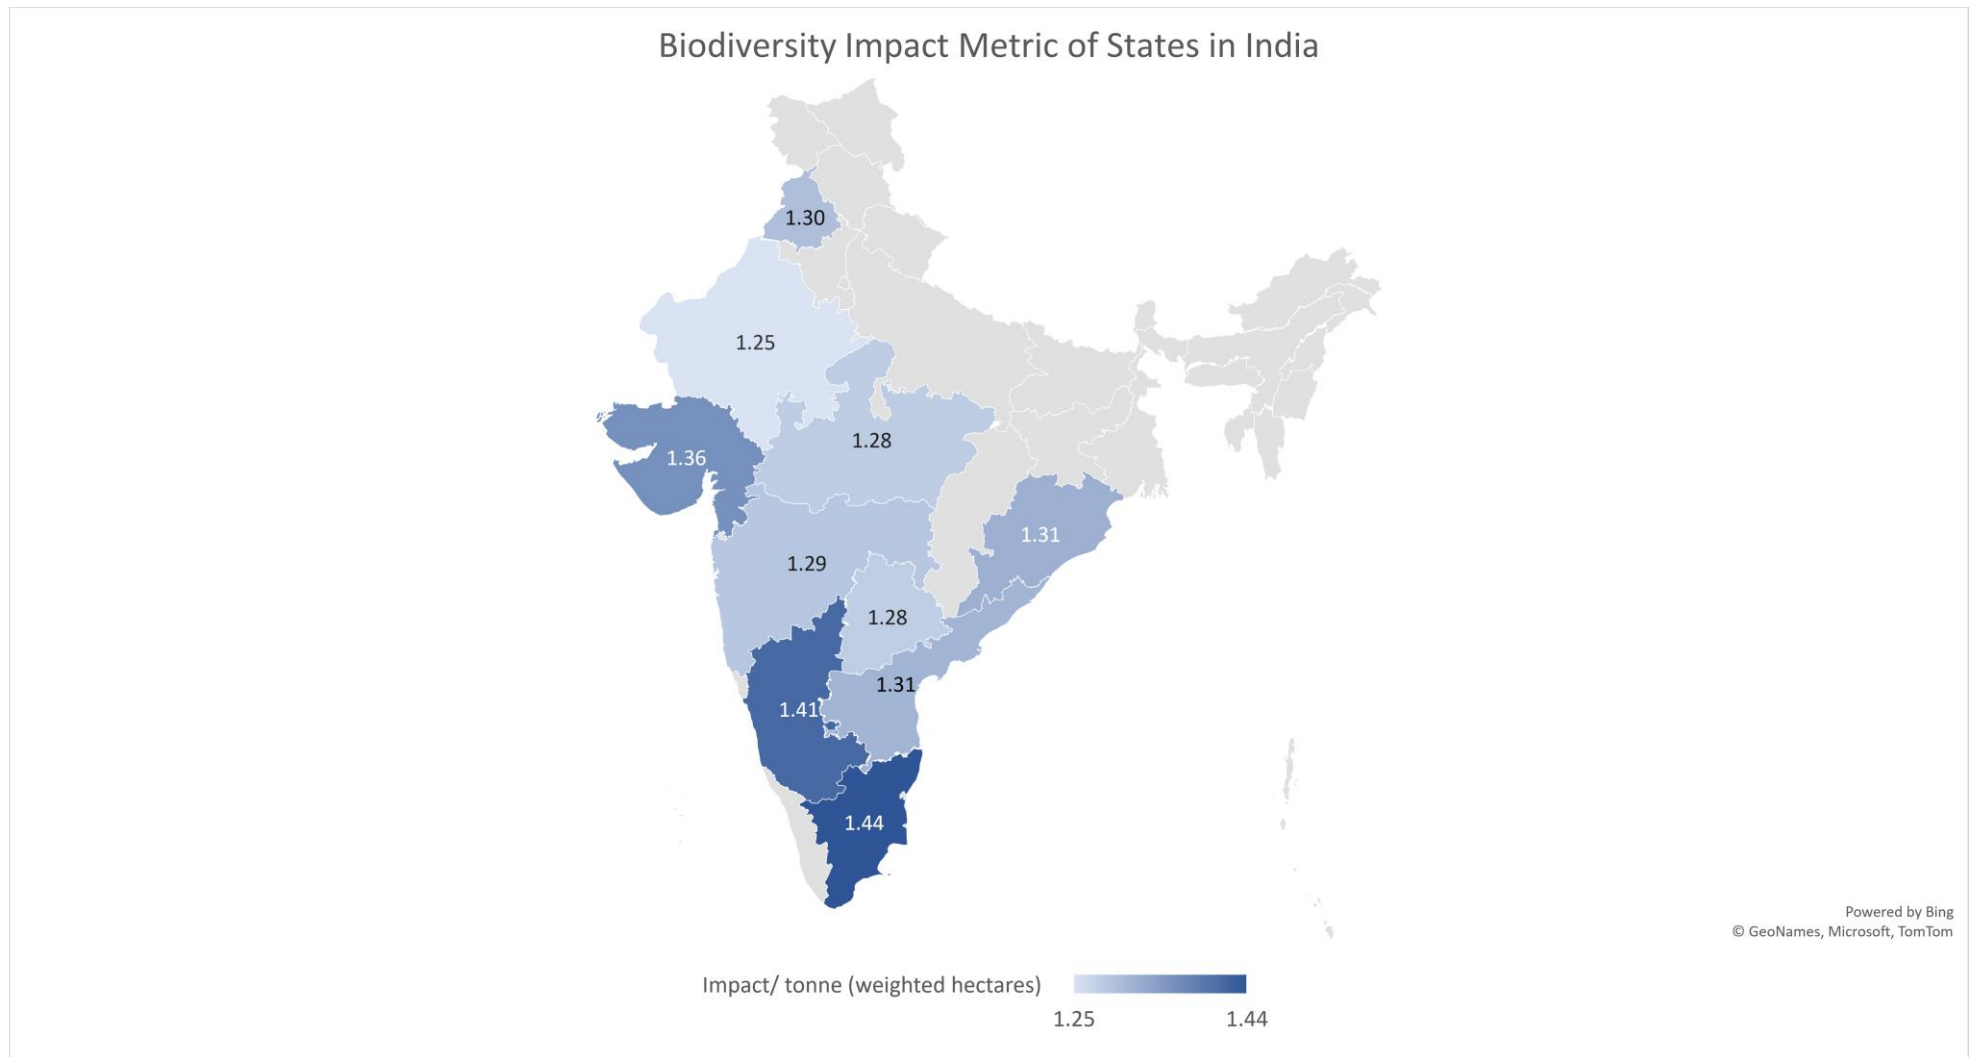 Biodiversity Impact Metric of States in India
1.30
1.25
1.28
1.36
1.31
1.29
1.28
1.31
1.41
1.44
Powered by Bing
© GeoNames, Microsoft, TomTom
Impact/ tonne (weighted hectares)
1.25 1.44